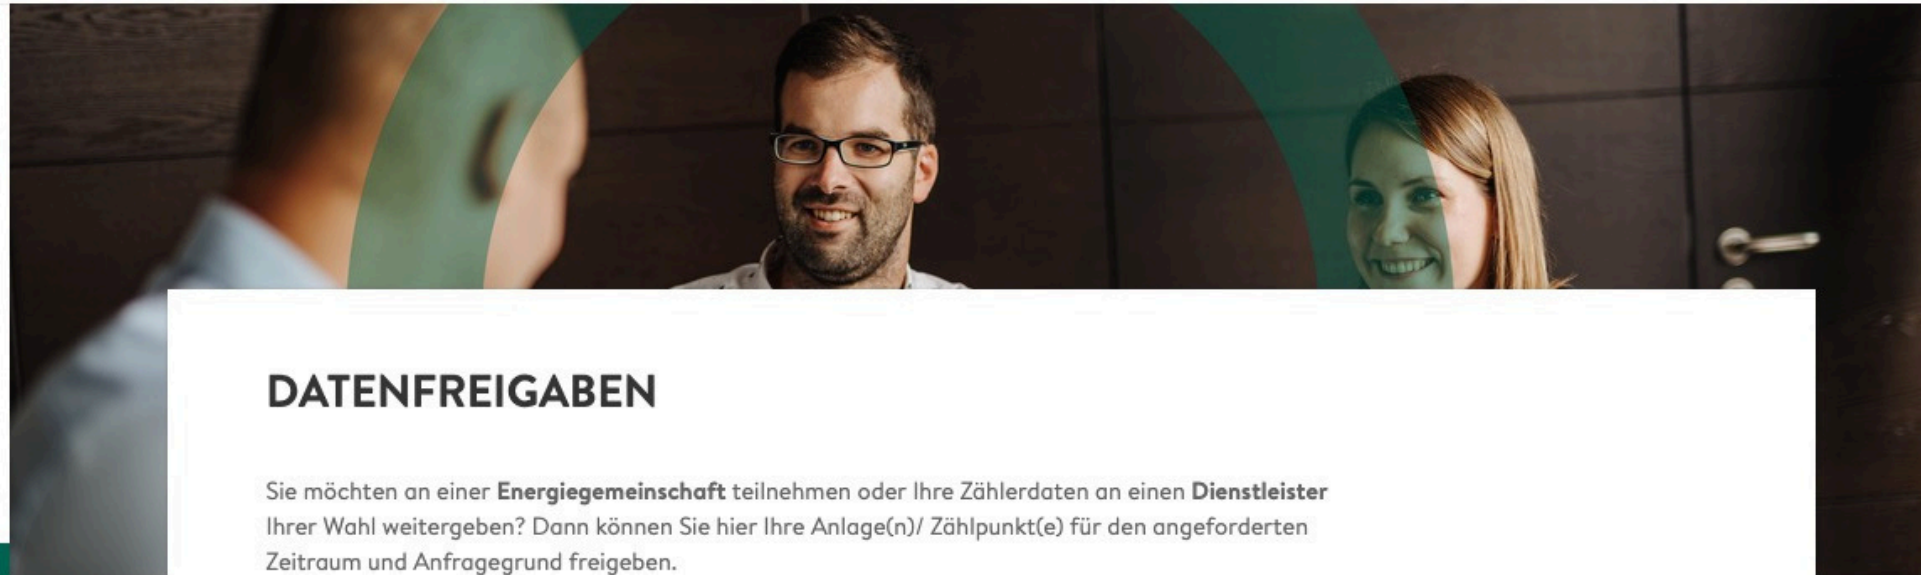 DATENFREIGABEN
Sie möchten an einer Energiegemeinschaft teilnehmen oder Ihre Zählerdaten an einen Dienstleister
Ihrer Wahl weitergeben? Dann können Sie hier Ihre Anlage(n)/ Zählpunkt(e) für den angeforderten
Zeitraum und Anfragegrund freigeben.